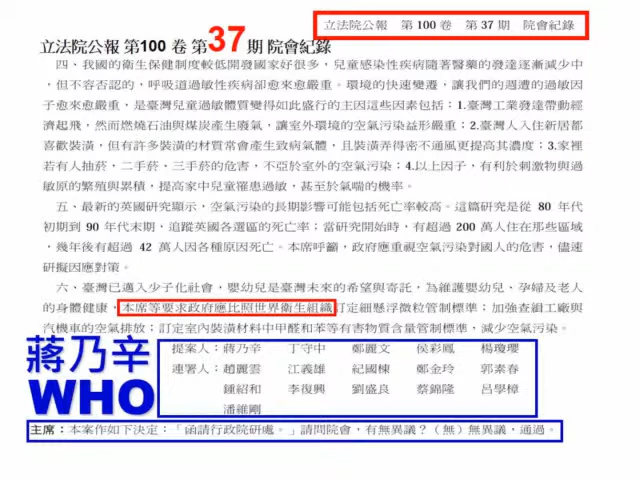 立法院公報　第 100 卷　第 37 期　院會紀錄
立法院公報 第100 卷 第37期 院會紀錄
四、我國的衛生保健制度較低開發國家好很多，兒童感染性疾病隨著醫藥的發達逐漸減少中
，但不容否認的，呼吸道過敏性疾病卻愈來愈嚴重。環境的快速變遷，讓我們的週遭的過敏因
子愈來愈嚴重，是臺灣兒童過敏體質變得如此盛行的主因這些因素包括：1.臺灣工業發達帶動經
濟起飛，然而燃燒石油與煤炭產生廢氣，讓室外環境的空氣污染益形嚴重；2.臺灣人入住新居都
喜歡裝潢，但有許多裝潢的材質常會產生致病氣體，且裝潢弄得密不通風更提高其濃度；3.家裡
若有人抽菸，二手菸、三手菸的危害，不亞於室外的空氣污染；4.以上因子，有利於刺激物與過
敏原的繁殖與累積，提高家中兒童罹患過敏，甚至於氣喘的機率。
五、最新的英國研究顯示，空氣污染的長期影響可能包括死亡率較高。這篇研究是從 80 年代
初期到 90 年代末期，追蹤英國各選區的死亡率；當研究開始時，有超過 200 萬人住在那些區域
，幾年後有超過 42 萬人因各種原因死亡。本席呼籲，政府應重視空氣污染對國人的危害，儘速
研擬因應對策。
六、臺灣已邁入少子化社會，嬰幼兒是臺灣未來的希望與寄託，為維護嬰幼兒、孕婦及老人
的身體健康，本席等要求政府應比照世界衛生組織訂定細懸浮微粒管制標準；加強查緝工廠與
汽機車的空氣排放；訂定室內裝潢材料中甲醛和苯等有害物質含量管制標準，減少空氣污染。
蔣乃辛
WHO
提案人：蔣乃辛　丁守中　鄭麗文　侯彩鳳　楊瓊瓔
連署人：趙麗雲　江義雄　紀國棟　鄭金玲　郭素春
鍾紹和　李復興　劉盛良　蔡錦隆　呂學樟
潘維剛
主席：本案作如下決定：「函請行政院研處。」請問院會，有無異議？（無）無異議，通過。